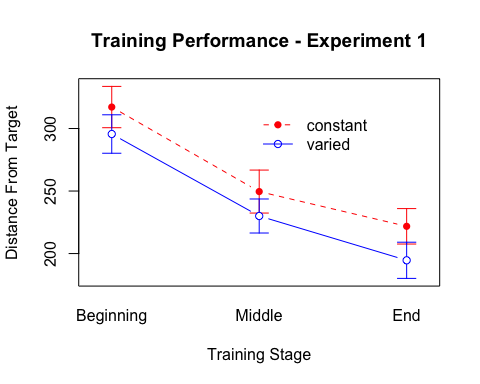 Training Performance - Experiment 1
Distance From Target
300
250
200
constant
varied
Beginning
Middle
End
Training Stage